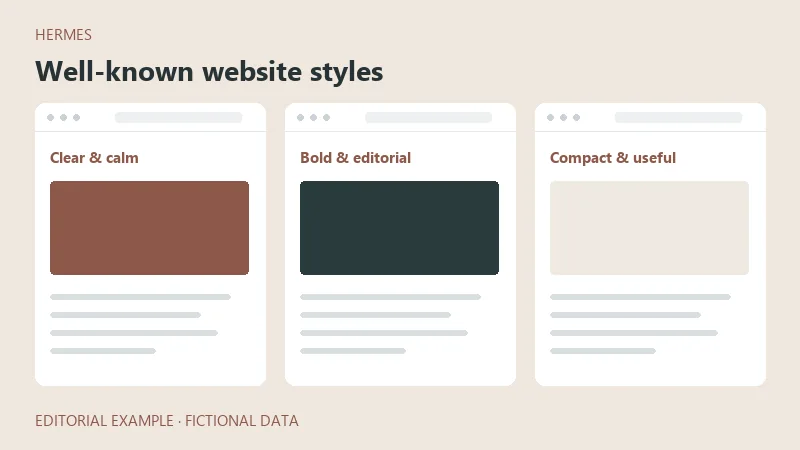 HERMES
Well-known website styles
Clear & calm
Bold & editorial
Compact & useful
EDITORIAL EXAMPLE · FICTIONAL DATA